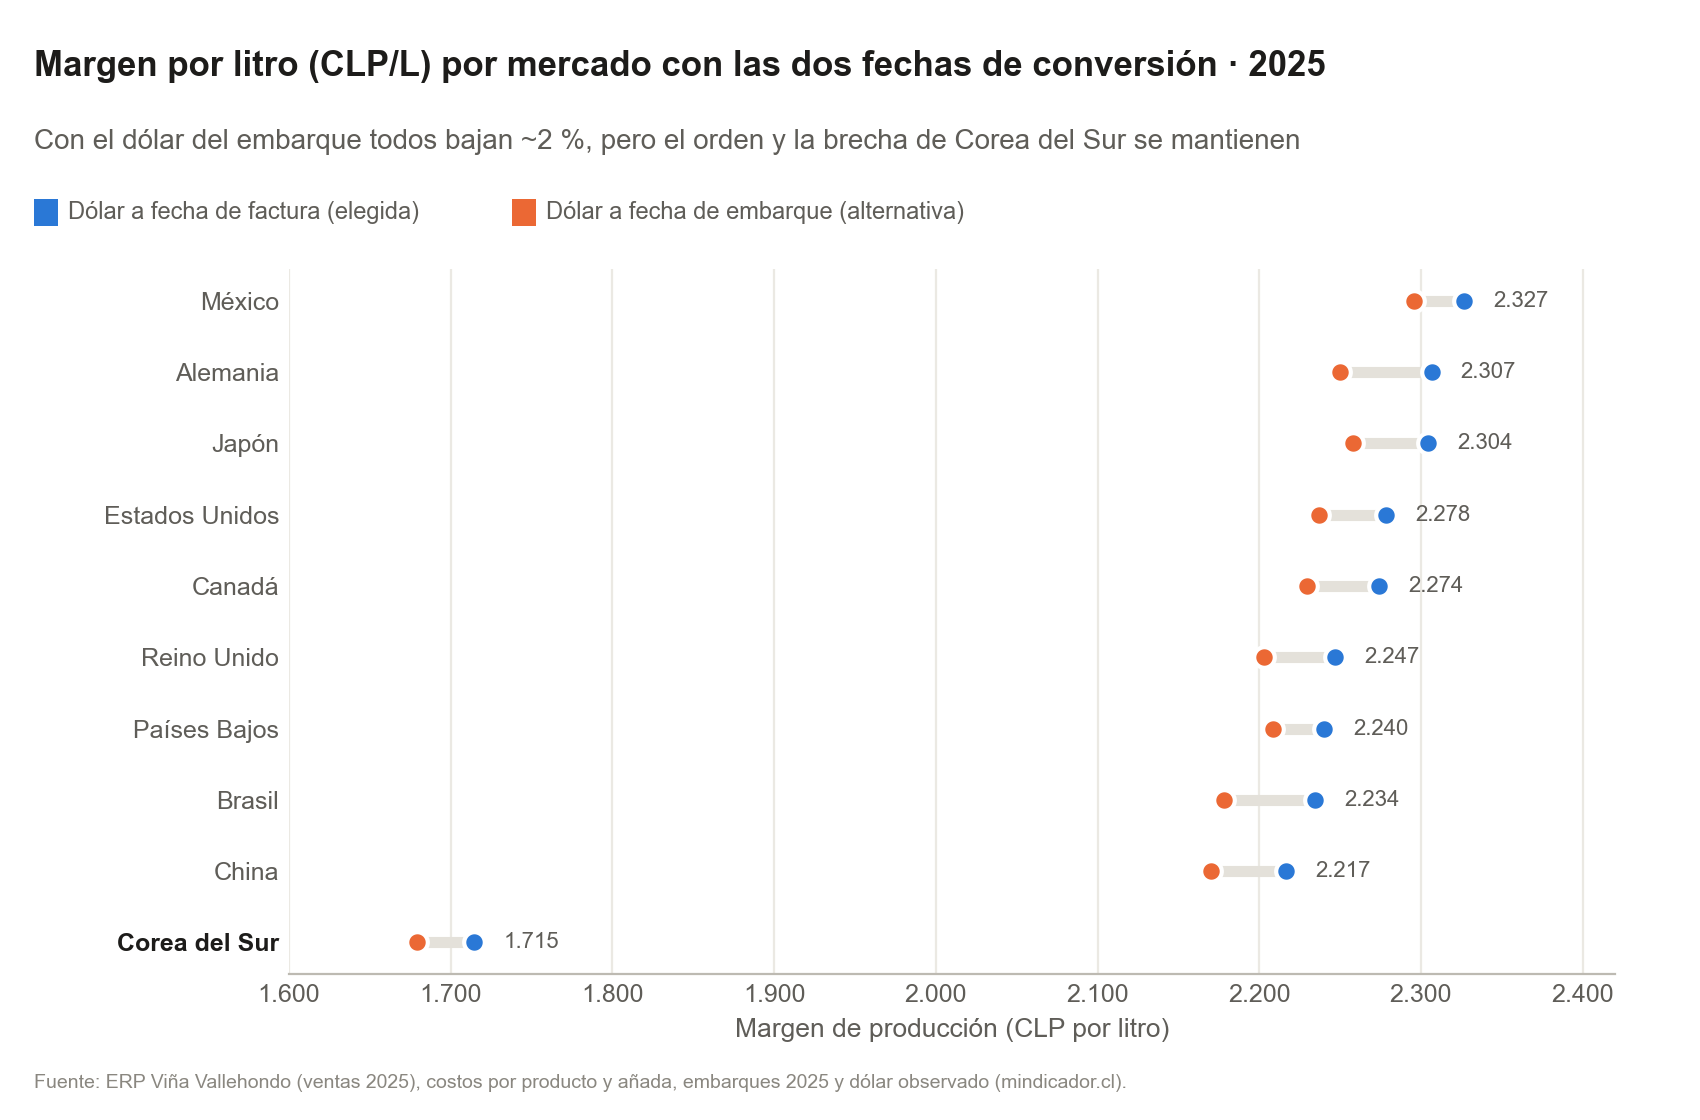 Margen por litro (CLP/L) por mercado con las dos fechas de conversión · 2025
Con el dólar del embarque todos bajan ~2 %, pero el orden y la brecha de Corea del Sur se mantienen
Dólar a fecha de factura (elegida)
Dólar a fecha de embarque (alternativa)
México 2.327
Alemania 2.307
Japón 2.304
Estados Unidos 2.278
Canadá 2.274
Reino Unido 2.247
Países Bajos 2.240
Brasil 2.234
China 2.217
Corea del Sur 1.715
1.600 1.700 1.800 1.900 2.000 2.100 2.200 2.300 2.400
Margen de producción (CLP por litro)
Fuente: ERP Viña Vallehondo (ventas 2025), costos por producto y añada, embarques 2025 y dólar observado (mindicador.cl).